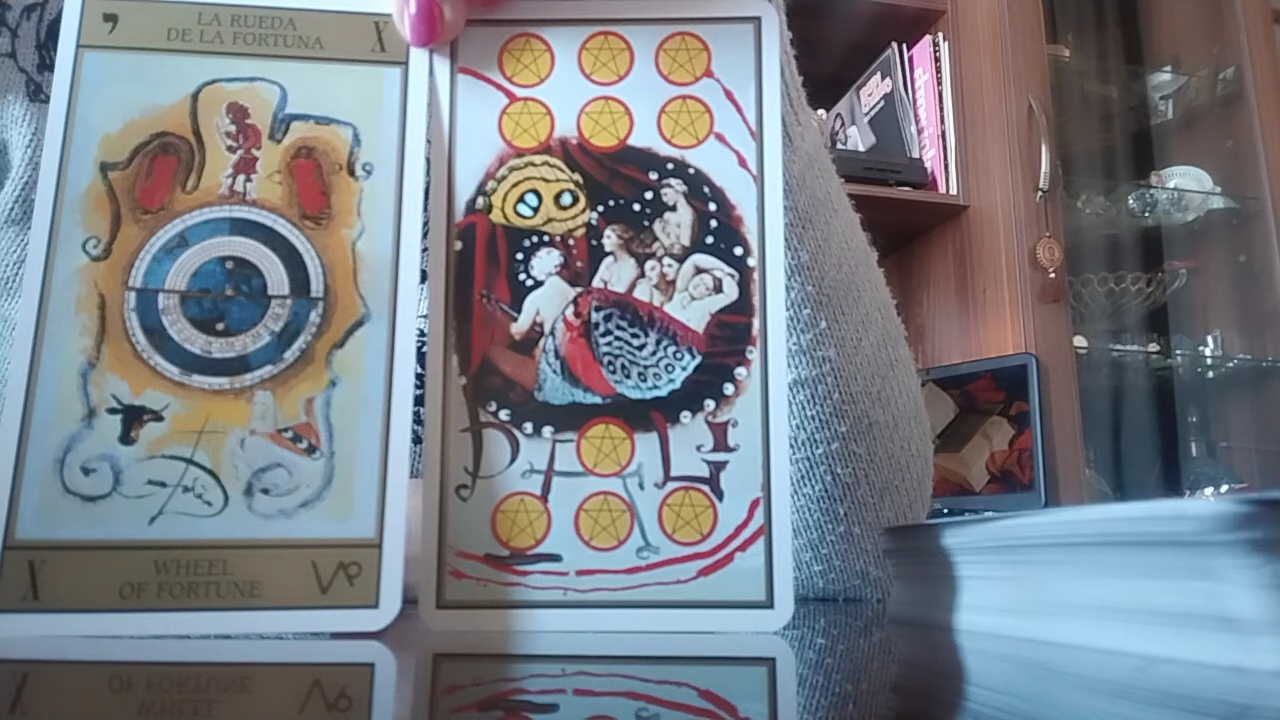 י
LA RUEDA
DE LA FORTUNA
X
X
WHEEL
OF FORTUNE
DALI